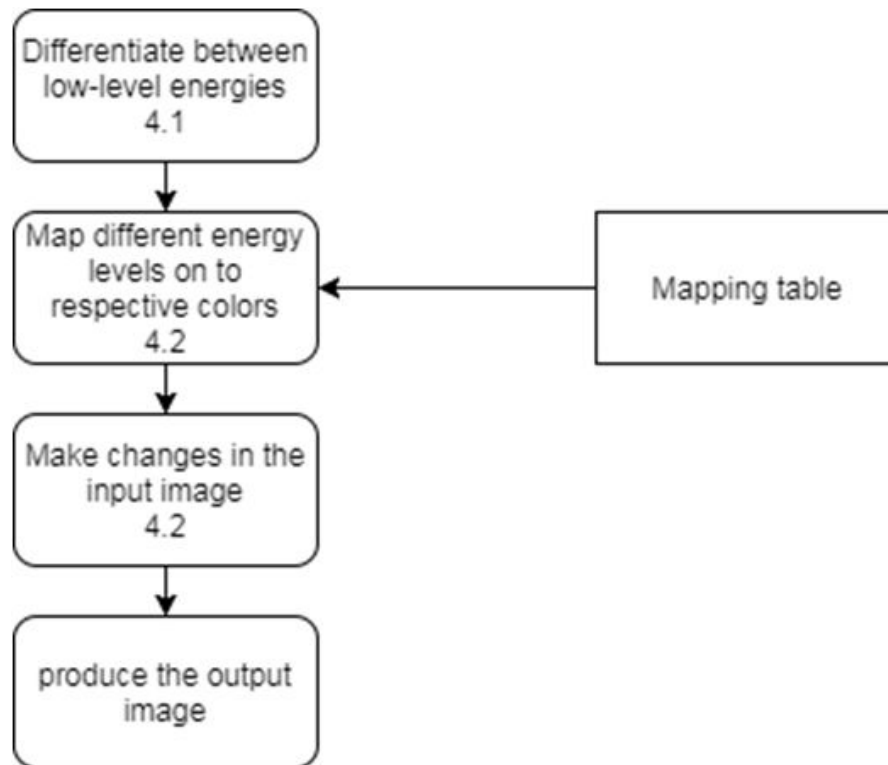 Differentiate between
low-level energies
4.1
Map different energy
levels on to
respective colors
4.2
Mapping table
Make changes in the
input image
4.2
produce the output
image